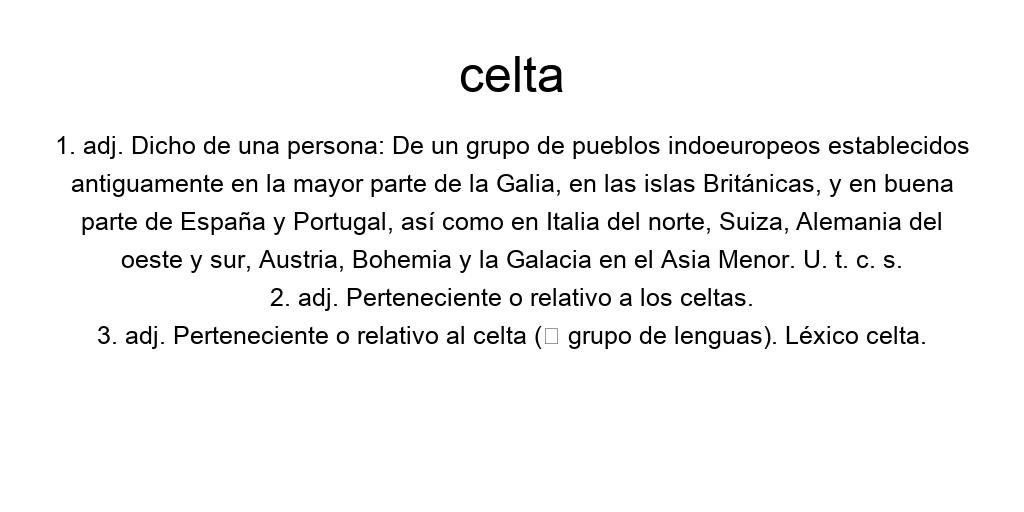 celta
1. adj. Dicho de una persona: De un grupo de pueblos indoeuropeos establecidos
antiguamente en la mayor parte de la Galia, en las islas Británicas, y en buena
parte de España y Portugal, así como en Italia del norte, Suiza, Alemania del
oeste y sur, Austria, Bohemia y la Galacia en el Asia Menor. U. t. c. s.
2. adj. Perteneciente o relativo a los celtas.
3. adj. Perteneciente o relativo al celta (□ grupo de lenguas). Léxico celta.